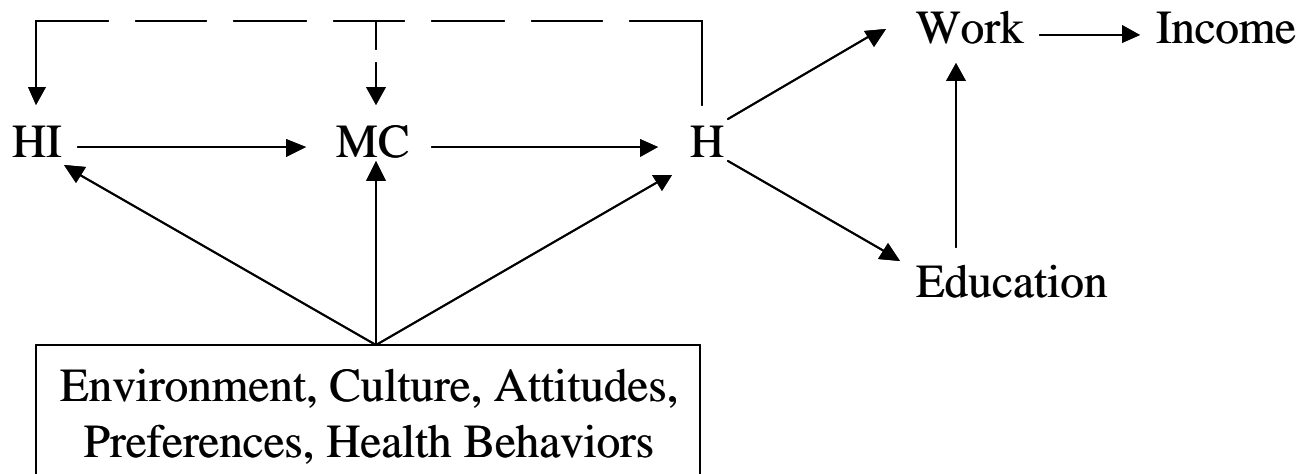 Work
Income
HI
MC
H
Education
Environment, Culture, Attitudes,
Preferences, Health Behaviors